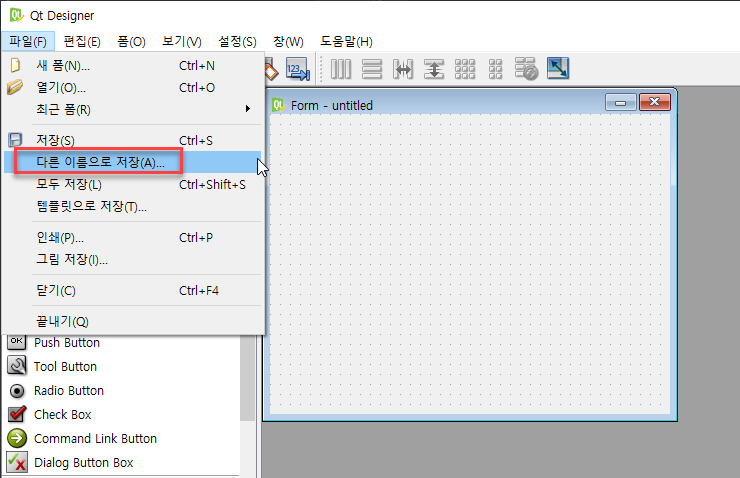 Qt Designer
파일(F) 편집(E) 폼(O) 보기(V) 설정(S) 창(W) 도움말(H)
새 폼(N)... Ctrl+N
열기(O)... Ctrl+O
최근 폼(R)
저장(S) Ctrl+S
다른 이름으로 저장(A)...
모두 저장(L) Ctrl+Shift+S
템플릿으로 저장(T)...
인쇄(P)... Ctrl+P
그림 저장(I)...
닫기(C) Ctrl+F4
끝내기(Q)
123
Form - untitled
OK Push Button
Tool Button
Radio Button
Check Box
Command Link Button
Dialog Button Box